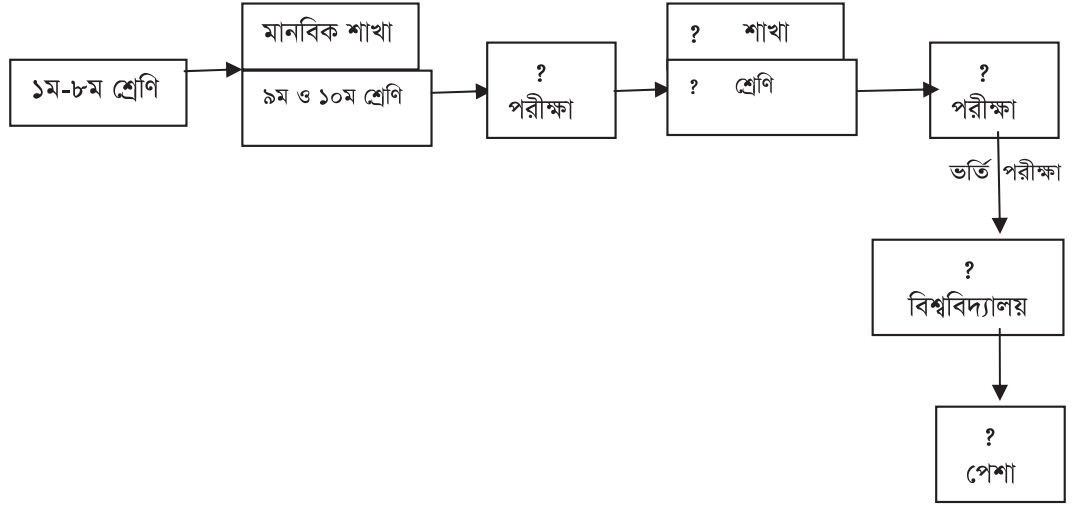 ১ম-৮ম শ্রেণি
মানবিক শাখা
৯ম ও ১০ম শ্রেণি
?
পরীক্ষা
? শাখা
? শ্রেণি
?
পরীক্ষা
ভর্তি পরীক্ষা
?
বিশ্ববিদ্যালয়
?
পেশা